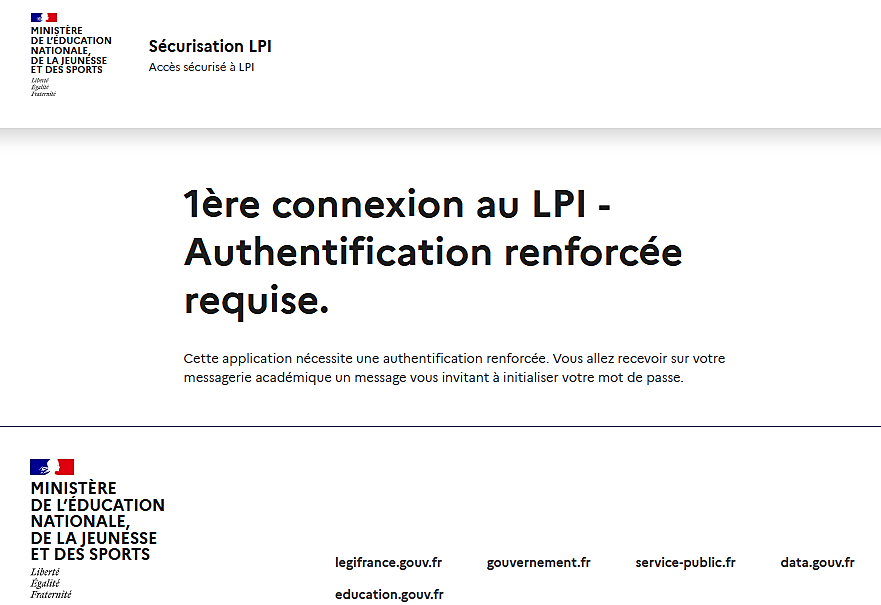 MINISTÈRE
DE L'ÉDUCATION
NATIONALE,
DE LA JEUNESSE
ET DES SPORTS
Liberté
Égalité
Fraternité
Sécurisation LPI
Accès sécurisé à LPI
1ère connexion au LPI -
Authentification renforcée
requise.
Cette application nécessite une authentification renforcée. Vous allez recevoir sur votre
messagerie académique un message vous invitant à initialiser votre mot de passe.
MINISTÈRE
DE L'ÉDUCATION
NATIONALE,
DE LA JEUNESSE
ET DES SPORTS
Liberté
Égalité
Fraternité
legifrance.gouv.fr gouvernement.fr service-public.fr data.gouv.fr
education.gouv.fr